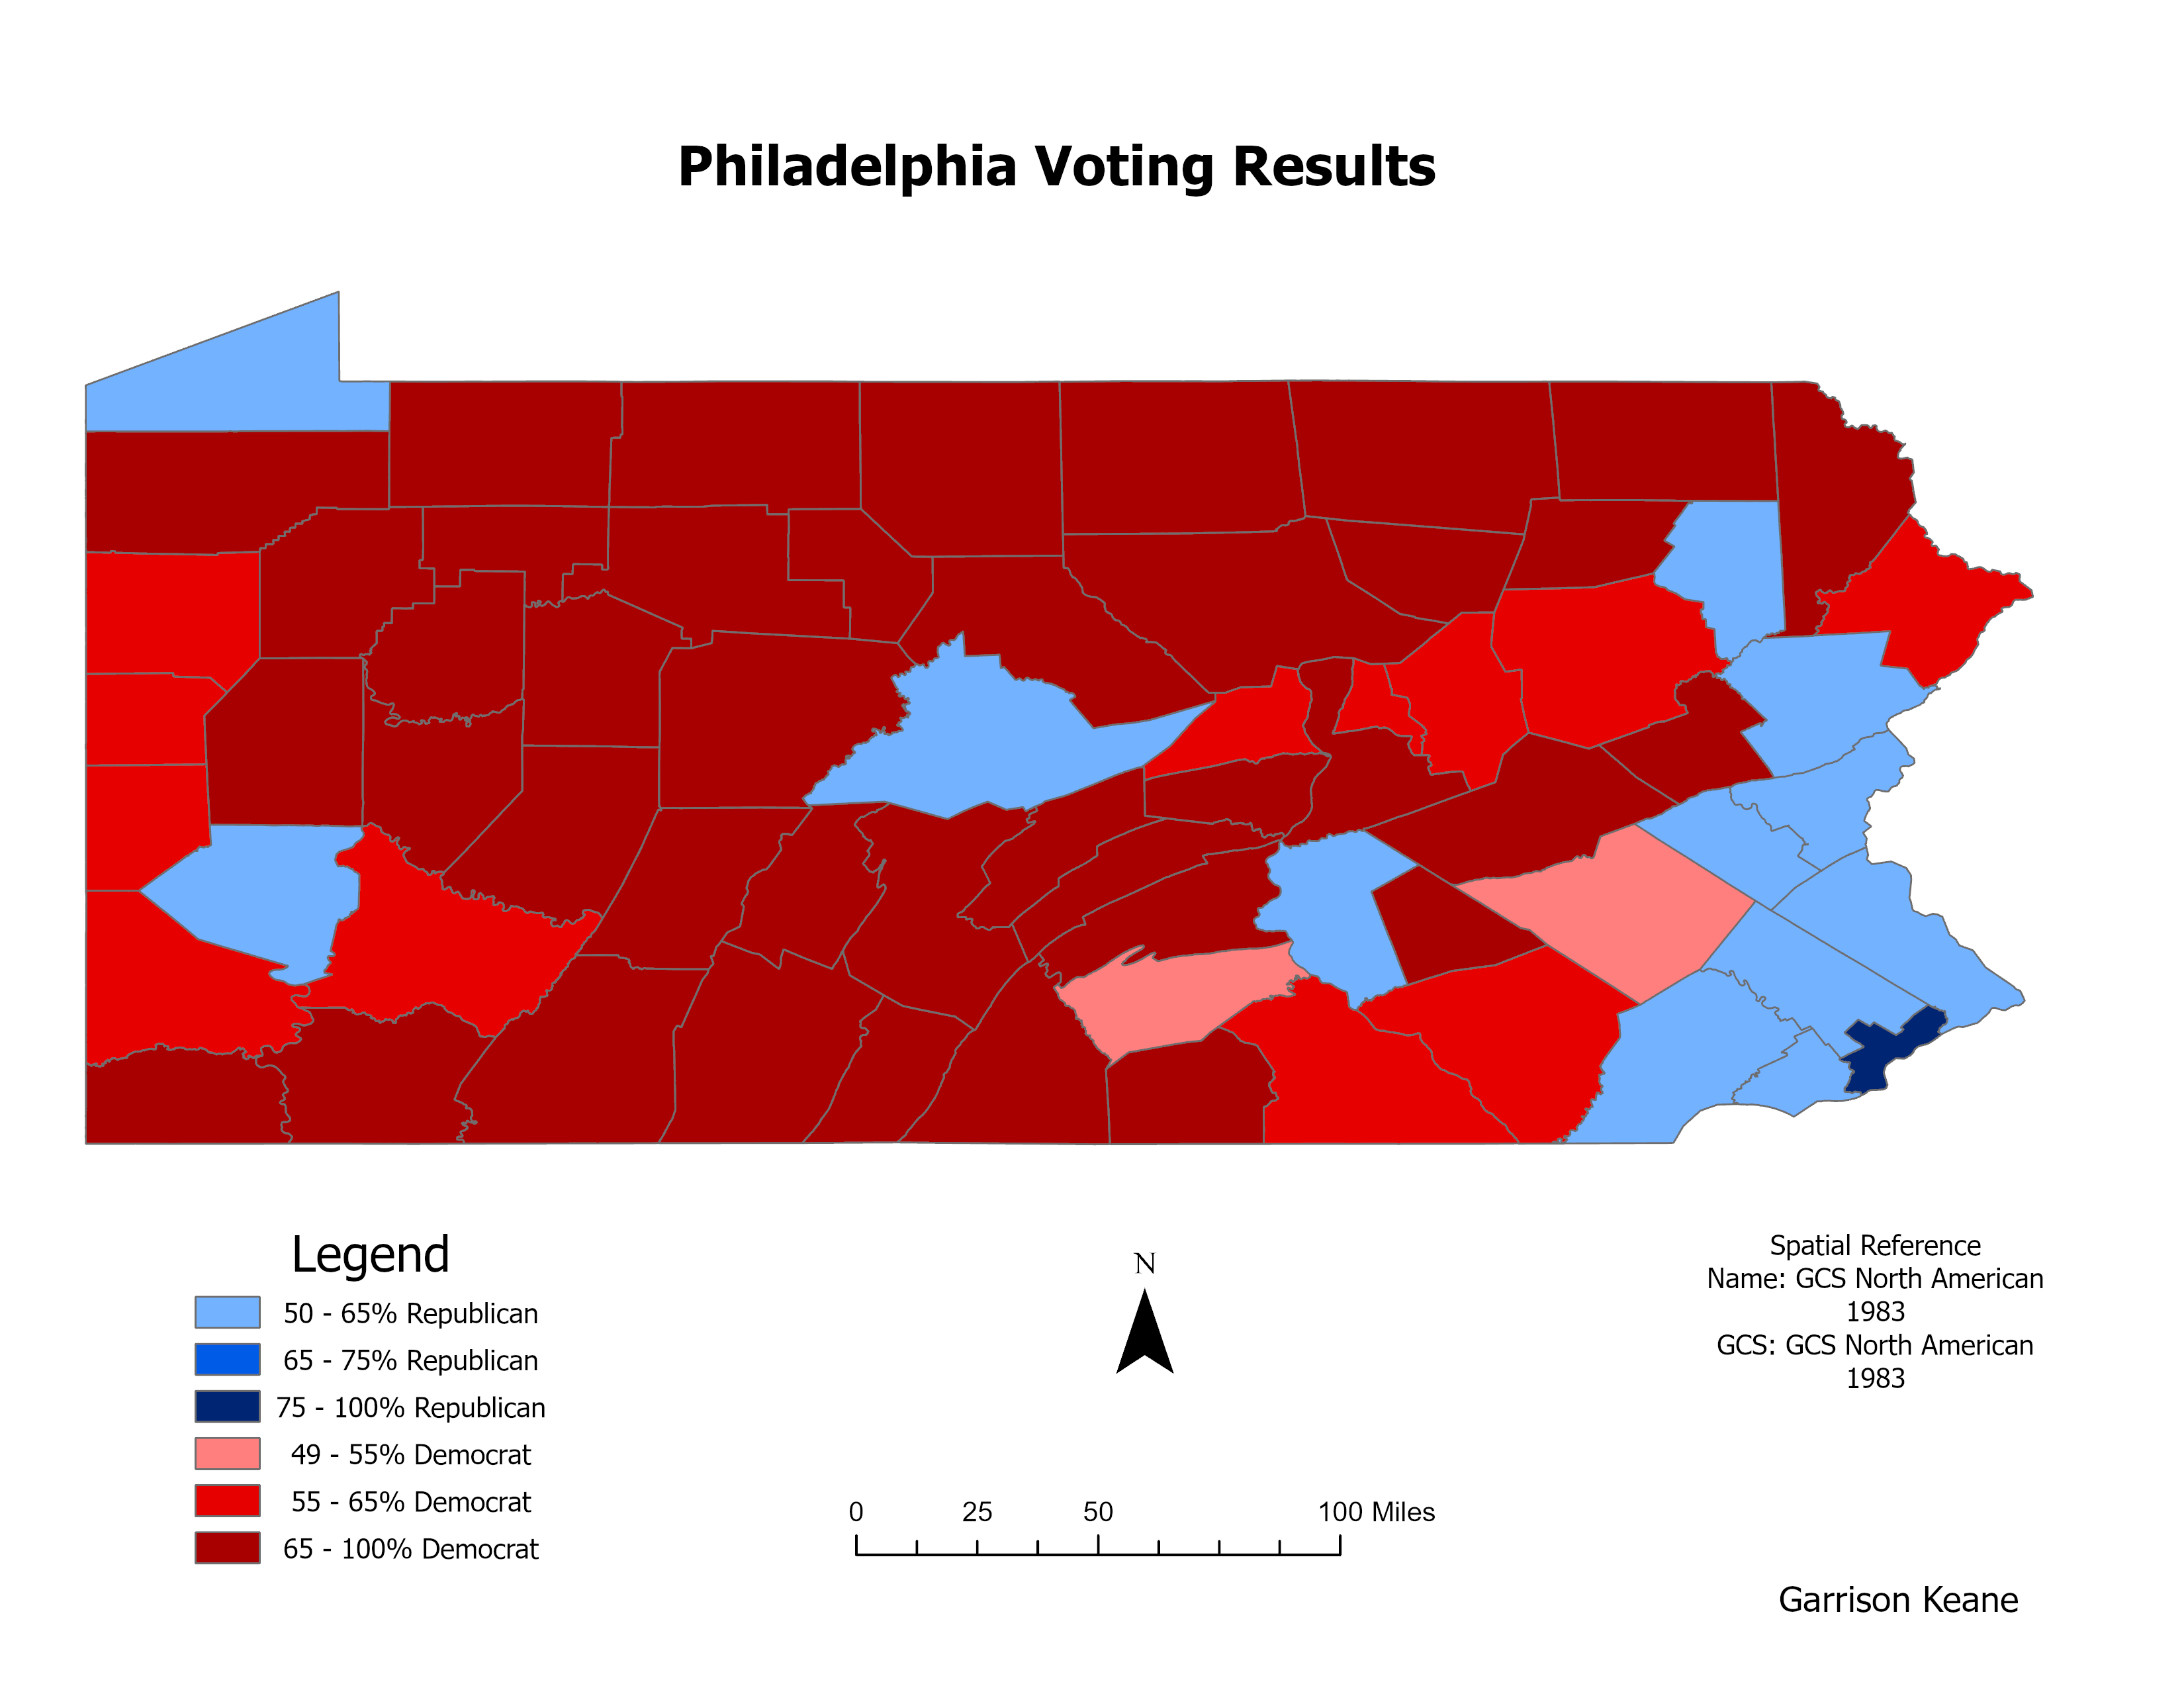 Philadelphia Voting Results
Legend
50 - 65% Republican
65 - 75% Republican
75 - 100% Republican
49 - 55% Democrat
55 - 65% Democrat
65 - 100% Democrat
N
0 25 50 100 Miles
Spatial Reference
Name: GCS North American
1983
GCS: GCS North American
1983
Garrison Keane